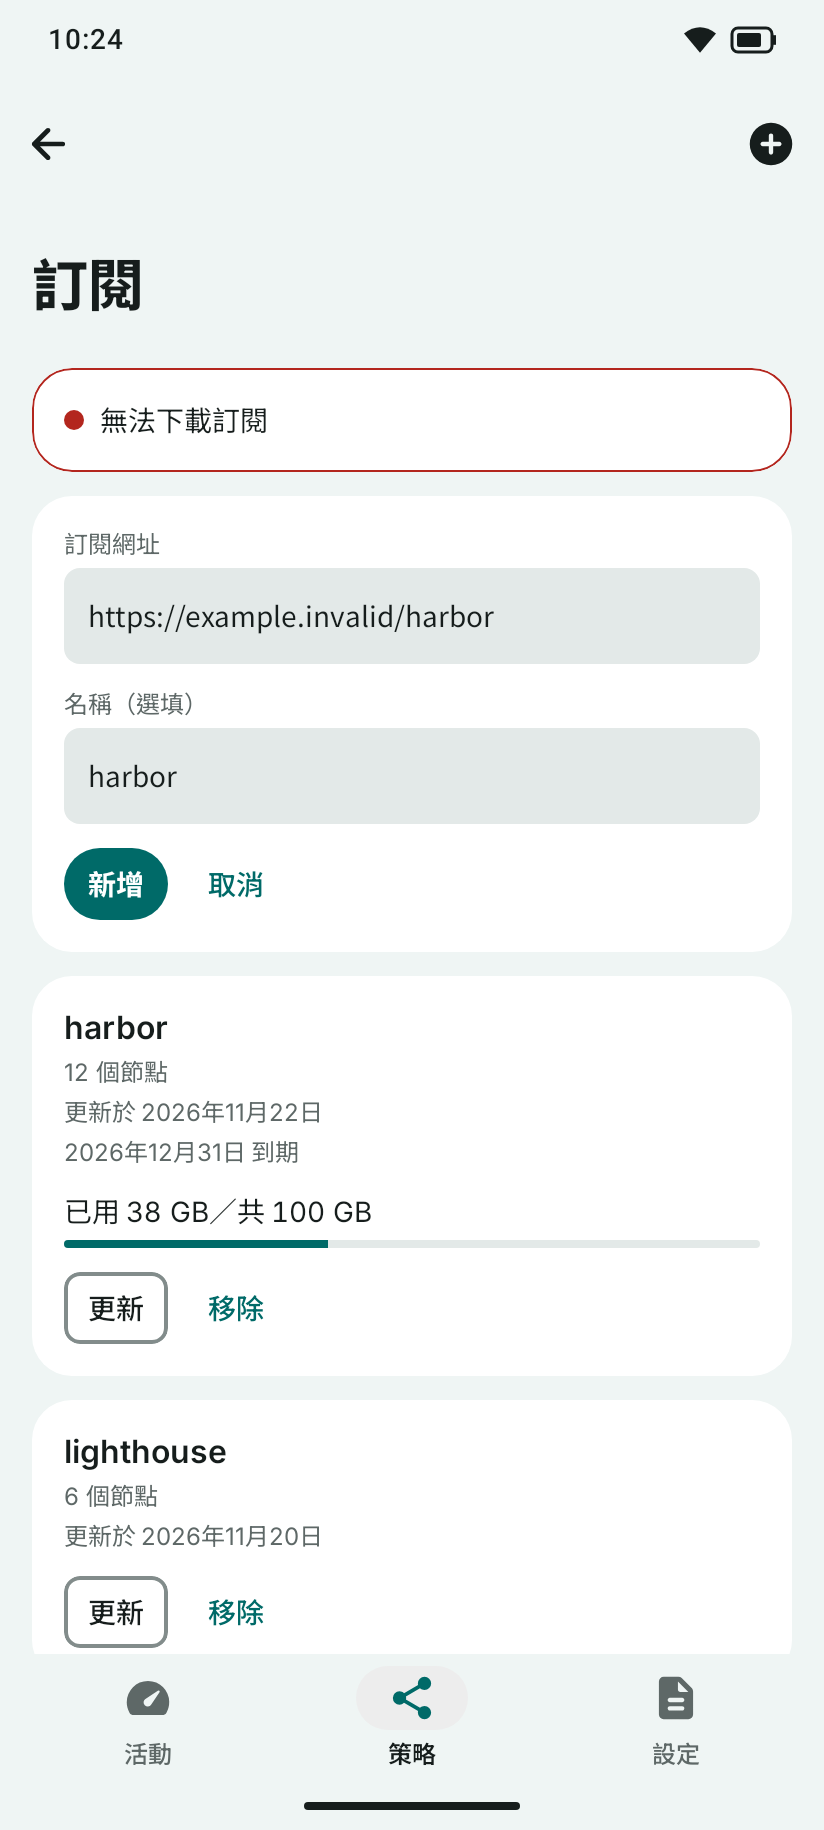 10:24
訂閱
無法下載訂閱
訂閱網址
https://example.invalid/harbor
名稱（選填）
harbor
新增
取消
harbor
12 個節點
更新於 2026年11月22日
2026年12月31日 到期
已用 38 GB／共 100 GB
更新
移除
lighthouse
6 個節點
更新於 2026年11月20日
更新
移除
活動
策略
設定